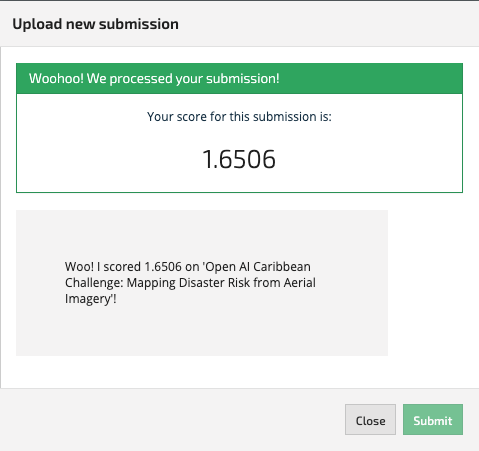 Upload new submission
Woohoo! We processed your submission!
Your score for this submission is:
1.6506
Woo! I scored 1.6506 on 'Open AI Caribbean
Challenge: Mapping Disaster Risk from Aerial
Imagery'!
Close
Submit